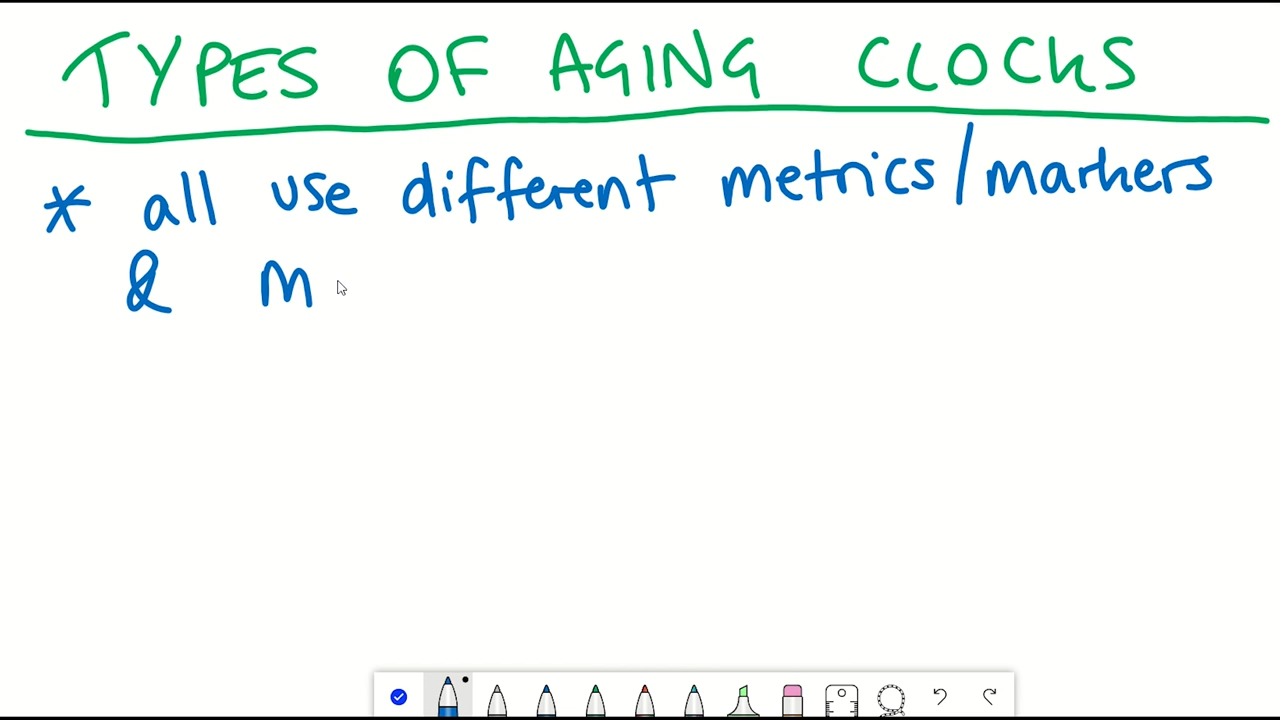 TYPES OF AGING CLOCKS
* all use different metrics/markers
& m